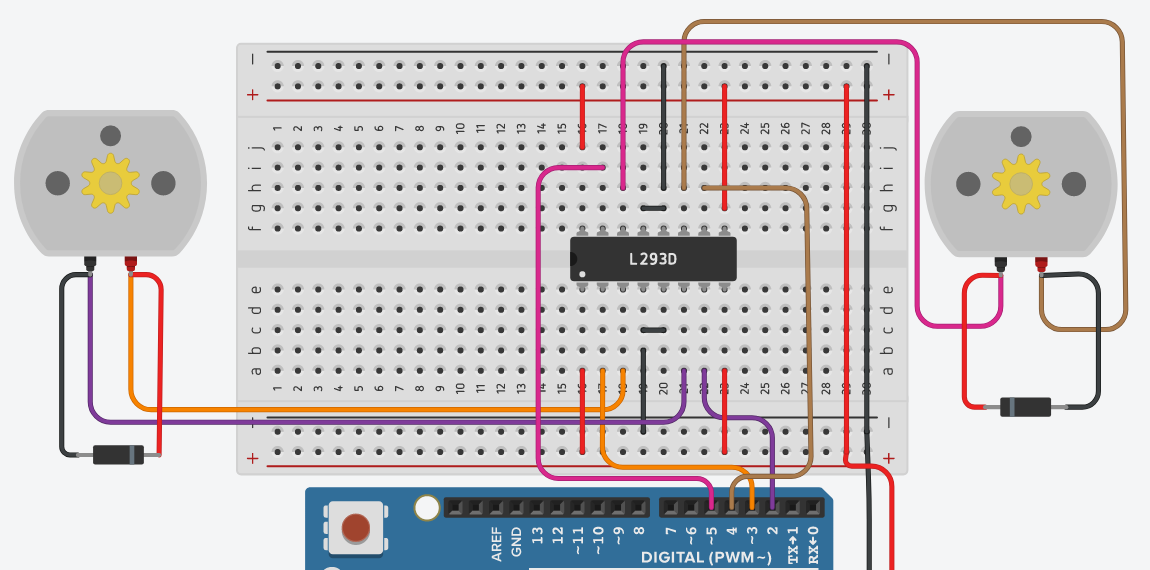 − −
+ +
1 2 3 4 5 6 7 8 9 10 11 12 13 14 15 16 17 18 19 20 21 22 23 24 25 26 27 28 29 30
j j
i i
h h
g g
f f
L293D
e e
d d
c c
b b
a a
1 2 3 4 5 6 7 8 9 10 11 12 13 14 15 16 17 18 19 20 21 22 23 24 25 26 27 28 29 30
− −
+ +
AREF GND 13 12 ~11 ~10 ~9 8 7 ~6 ~5 4 ~3 2 TX→1 RX←0
DIGITAL (PWM~)